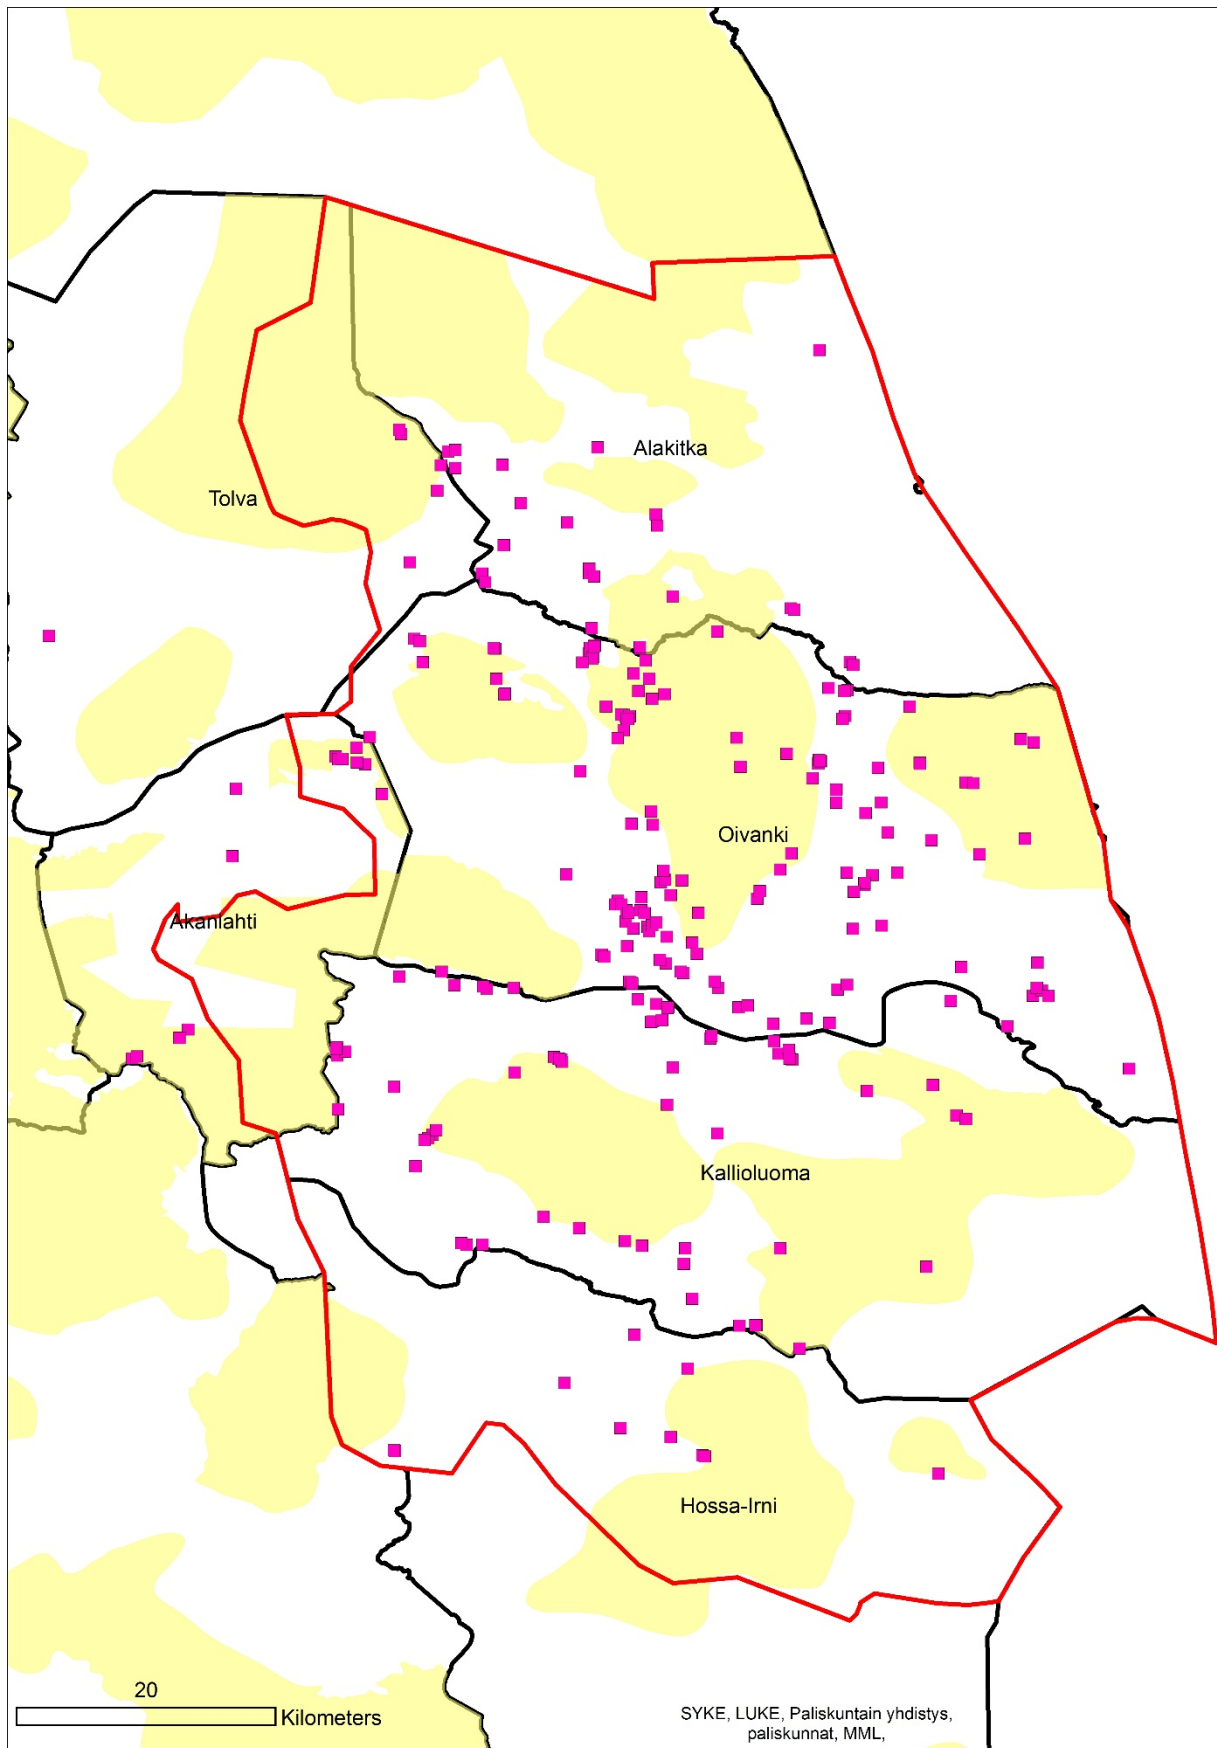 Alakitka
Tolva
Oivanki
Akanlahti
Kallioluoma
Hossa-Irni
20
Kilometers
SYKE, LUKE, Paliskuntain yhdistys,
paliskunnat, MML,